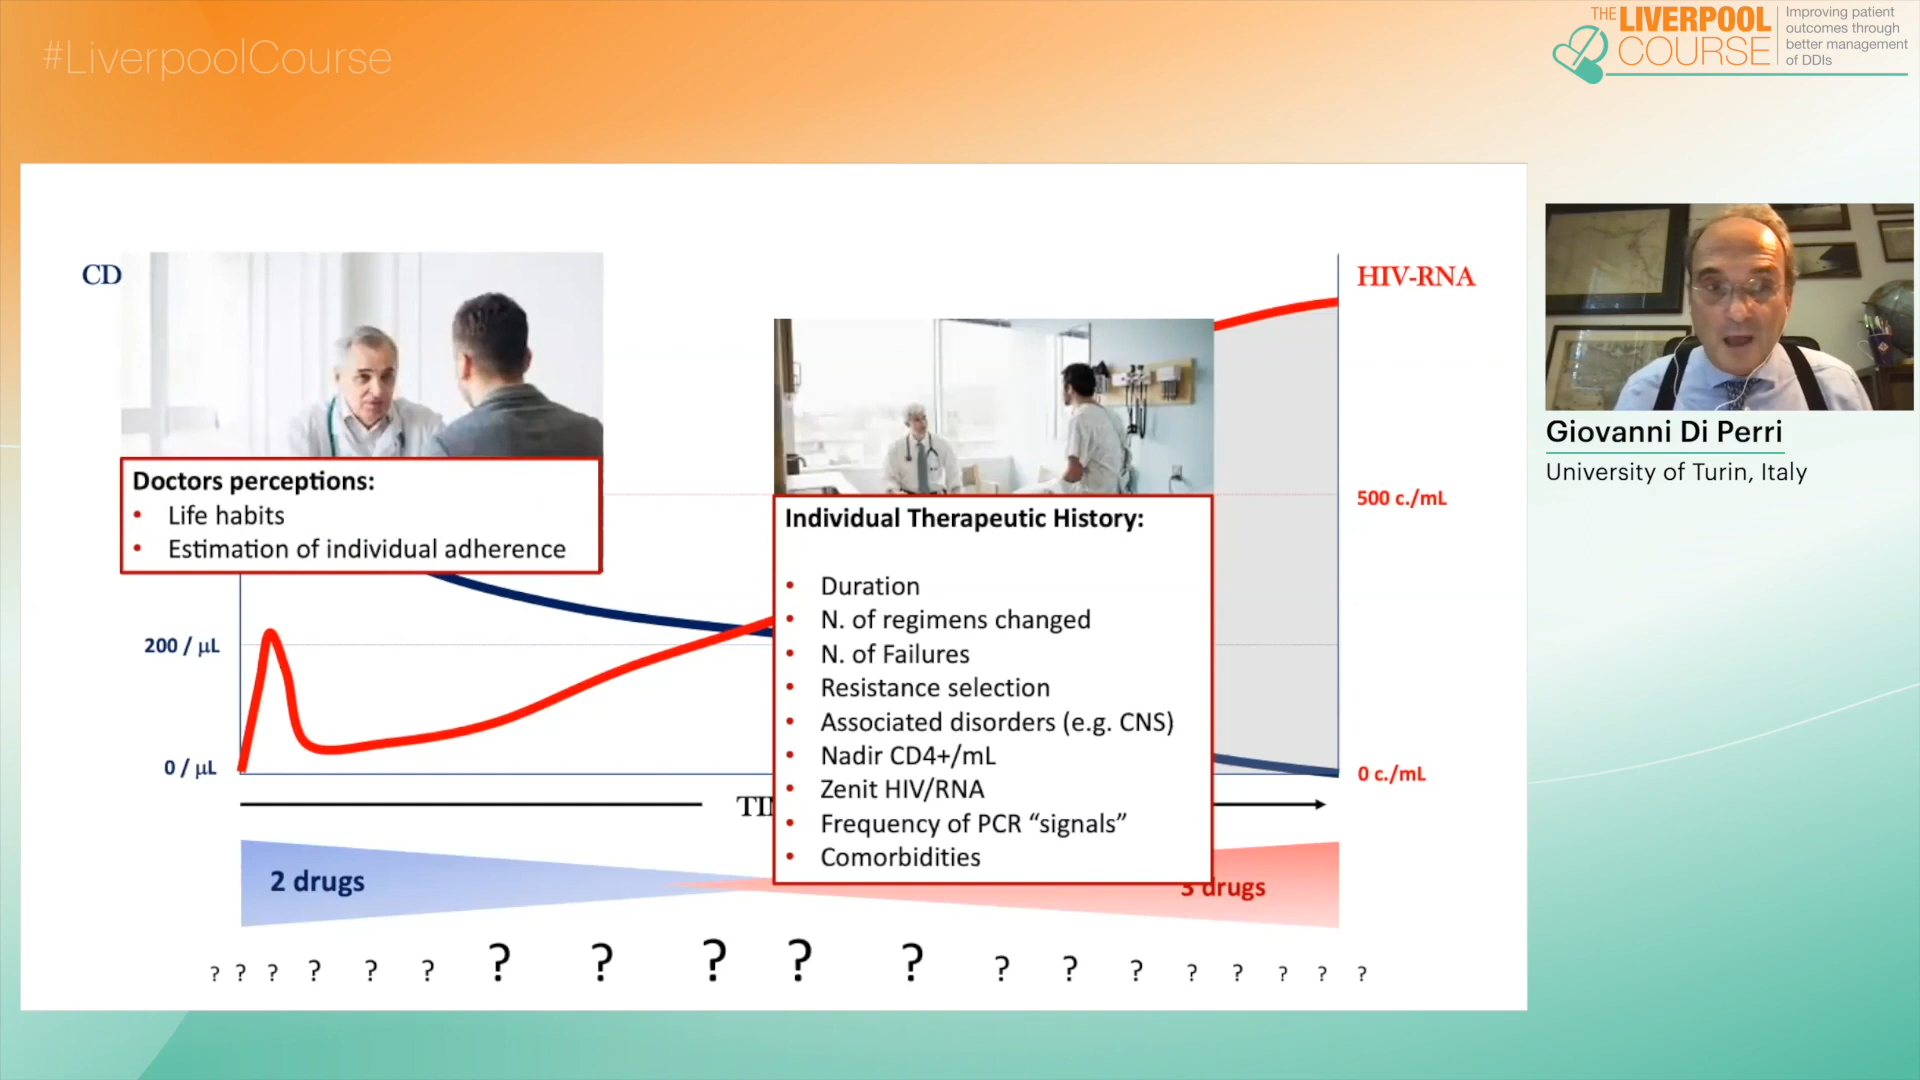 #LiverpoolCourse
THE LIVERPOOL
COURSE
Improving patient
outcomes through
better management
of DDIs
CD
HIV-RNA
Doctors perceptions:
• Life habits
• Estimation of individual adherence
Individual Therapeutic History:
• Duration
• N. of regimens changed
• N. of Failures
• Resistance selection
• Associated disorders (e.g. CNS)
• Nadir CD4+/mL
• Zenit HIV/RNA
• Frequency of PCR “signals”
• Comorbidities
200 / µL
0 / µL
500 c./mL
0 c./mL
2 drugs
3 drugs
? ? ? ? ? ? ? ? ? ? ? ? ? ? ? ? ? ? ?
Giovanni Di Perri
University of Turin, Italy